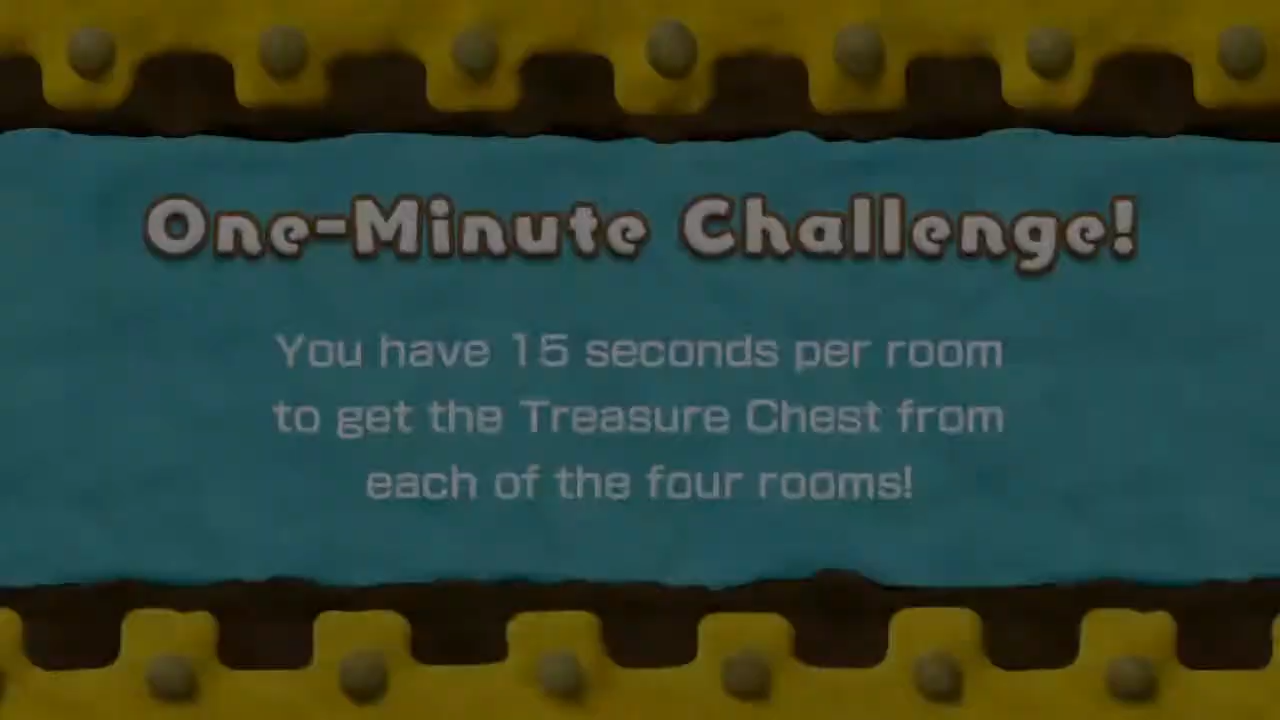 One-Minute Challenge!
You have 15 seconds per room
to get the Treasure Chest from
each of the four rooms!